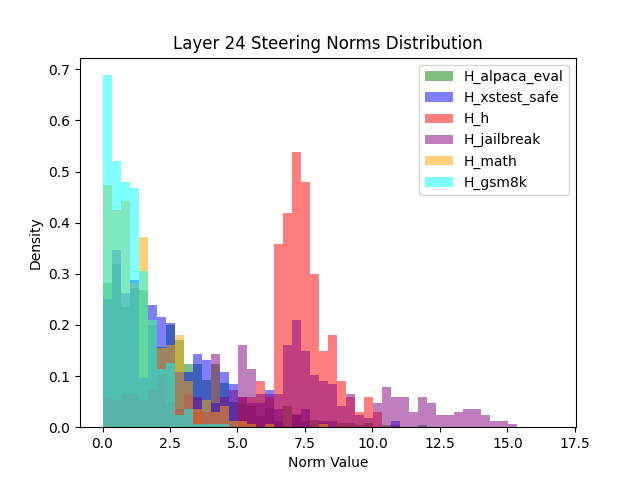 Layer 24 Steering Norms Distribution
H_alpaca_eval
H_xstest_safe
H_h
H_jailbreak
H_math
H_gsm8k
Density
0.7
0.6
0.5
0.4
0.3
0.2
0.1
0.0
0.0 2.5 5.0 7.5 10.0 12.5 15.0 17.5
Norm Value